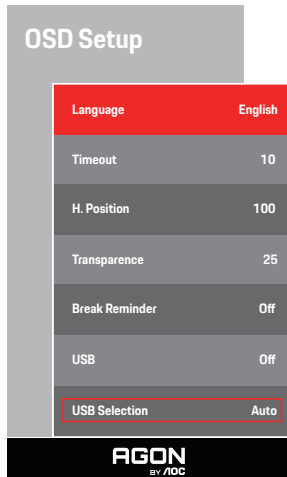 OSD Setup
Language English
Timeout 10
H. Position 100
Transparence 25
Break Reminder Off
USB Off
USB Selection Auto
AGON
BY AOC